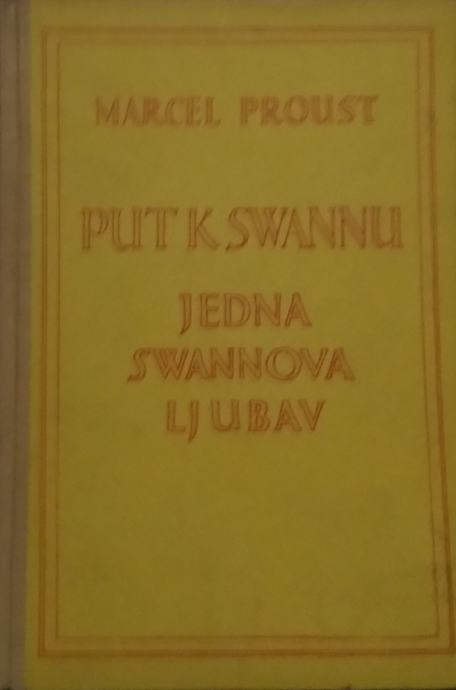 MARCEL PROUST
PUT K SWANNU
JEDNA
SWANNOVA
LJUBAV